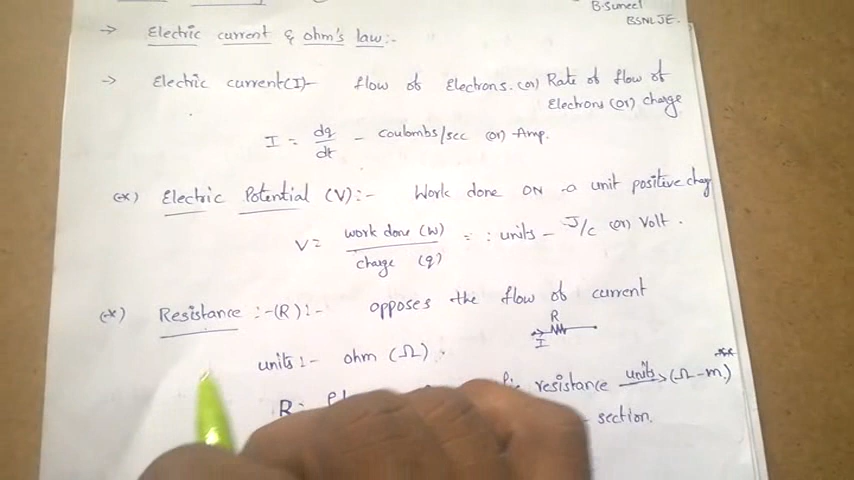 B. Suneel
BSNL JE.
→ Electric current & ohm's law:-
→ Electric current(I)- flow of Electrons. (or) Rate of flow of
Electrons (or) charge
I = dq/dt - coulombs/sec (or) Amp.
(*) Electric Potential (V):- Work done ON a unit positive charg
V = work done (W)/charge (q) = : units - J/C (or) Volt.
(*) Resistance :-(R):- opposes the flow of current
R
I
units:- ohm (Ω).
R= resistance units→(Ω-m)**
section.